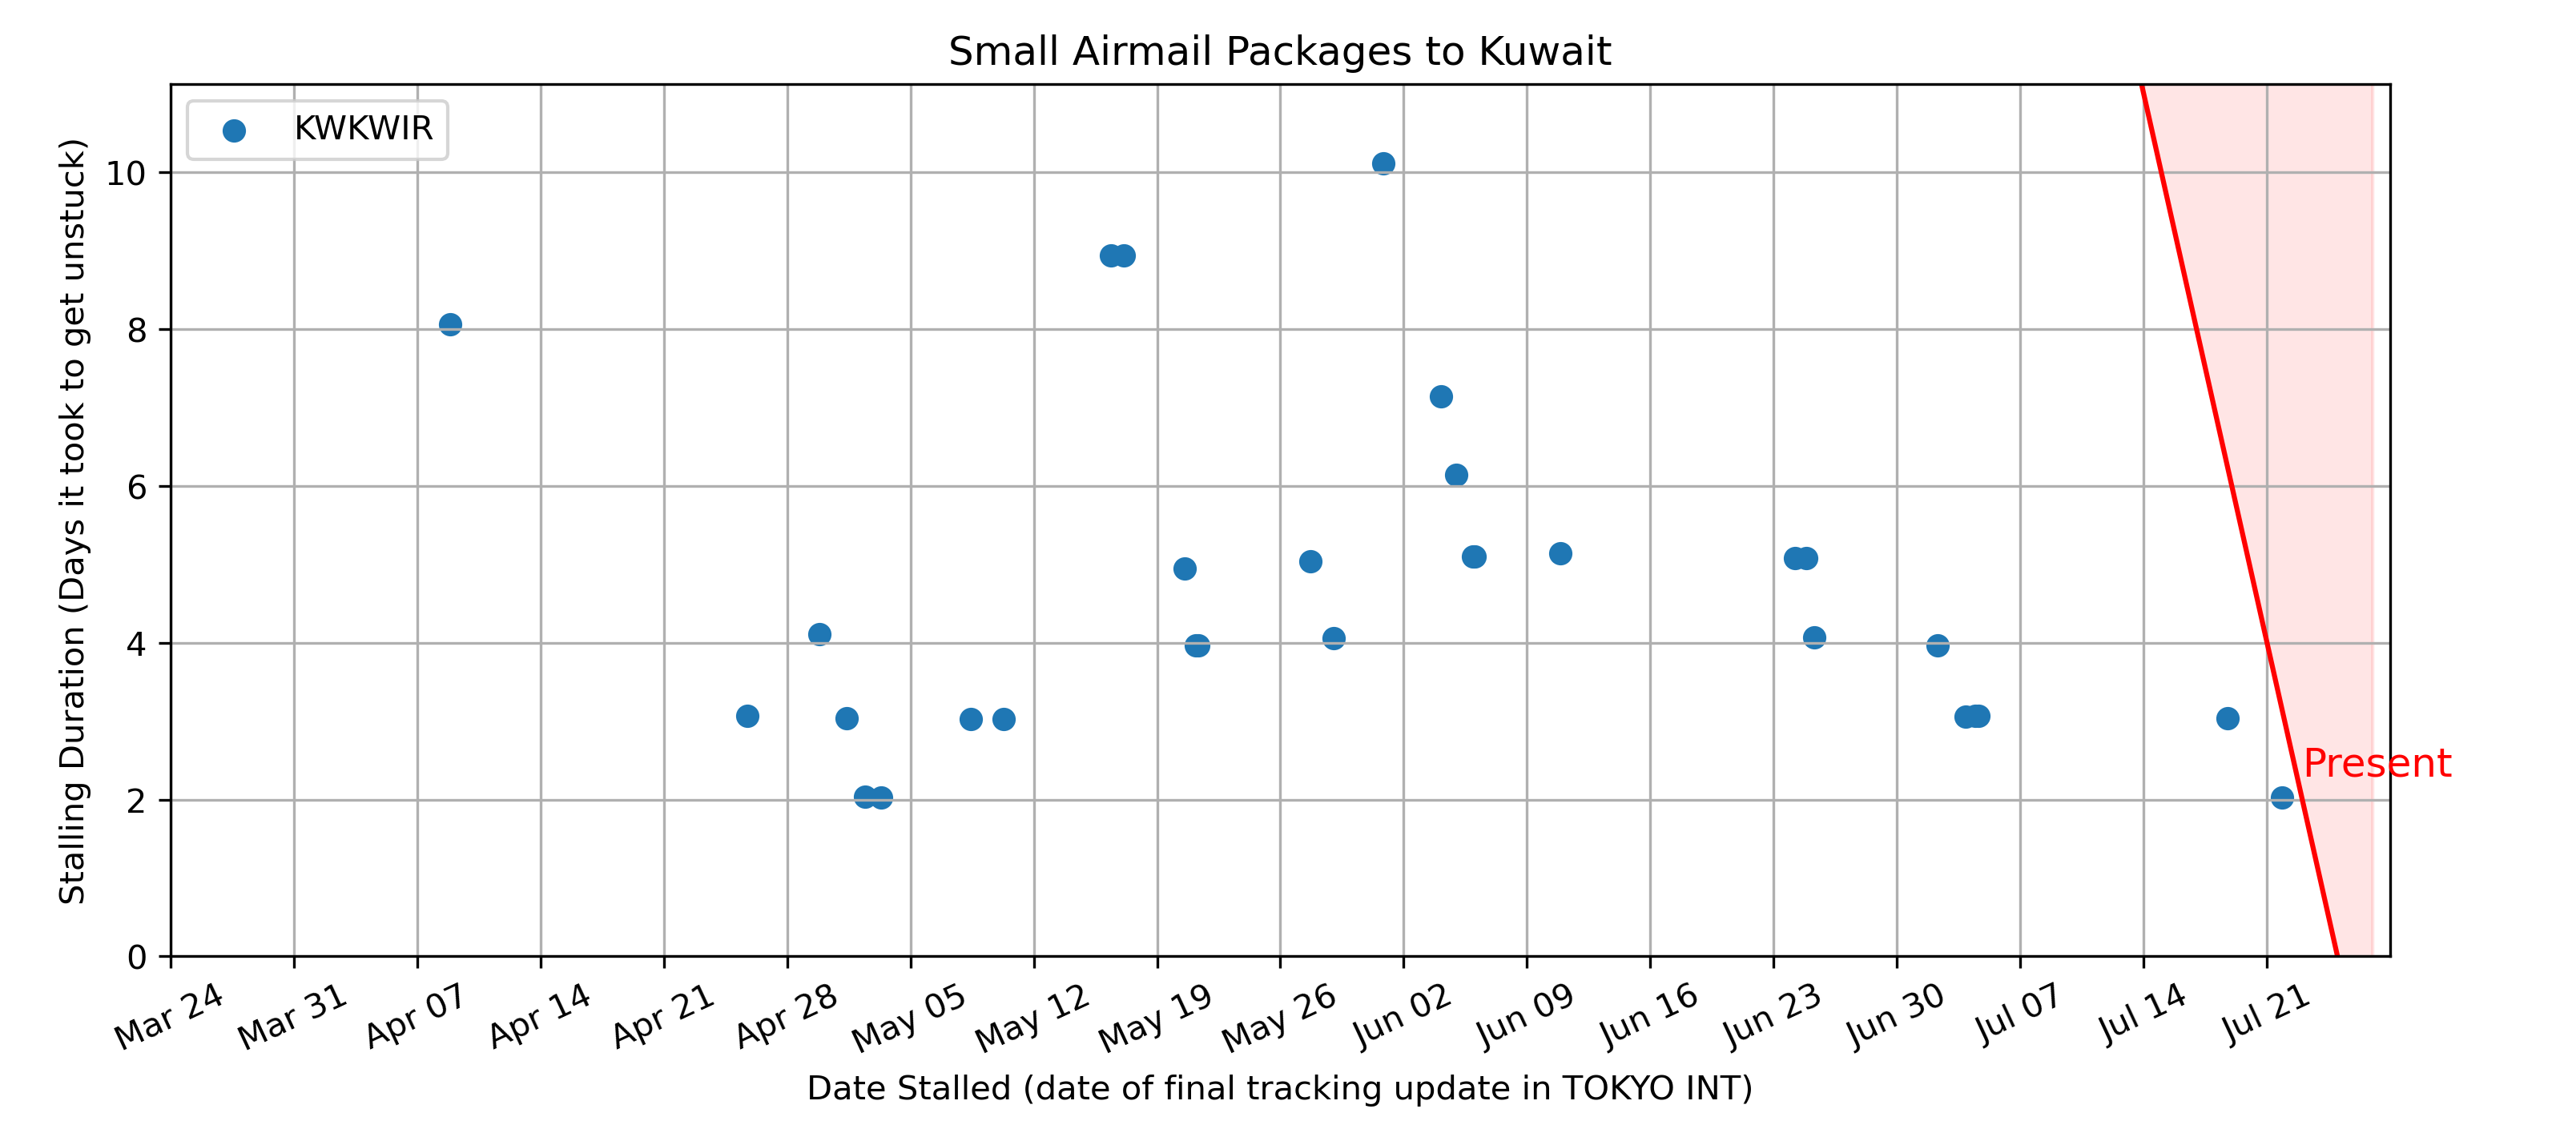 Small Airmail Packages to Kuwait
KWKWIR
Stalling Duration (Days it took to get unstuck)
10
8
6
4
2
0
Present
Mar 24
Mar 31
Apr 07
Apr 14
Apr 21
Apr 28
May 05
May 12
May 19
May 26
Jun 02
Jun 09
Jun 16
Jun 23
Jun 30
Jul 07
Jul 14
Jul 21
Date Stalled (date of final tracking update in TOKYO INT)